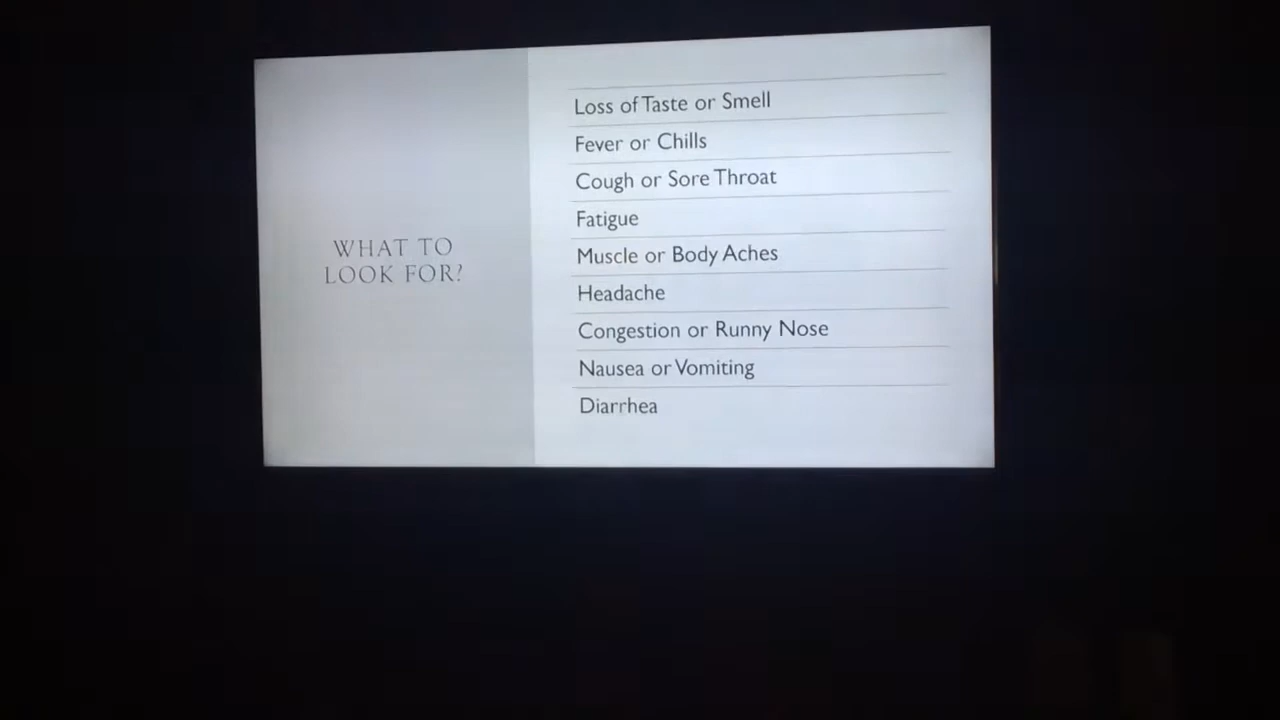 WHAT TO
LOOK FOR?
Loss of Taste or Smell
Fever or Chills
Cough or Sore Throat
Fatigue
Muscle or Body Aches
Headache
Congestion or Runny Nose
Nausea or Vomiting
Diarrhea